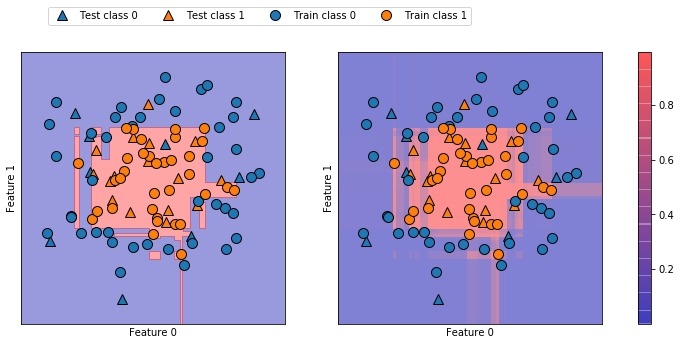 Test class 0 Test class 1 Train class 0 Train class 1
Feature 1
Feature 0
Feature 1
Feature 0
0.8
0.6
0.4
0.2